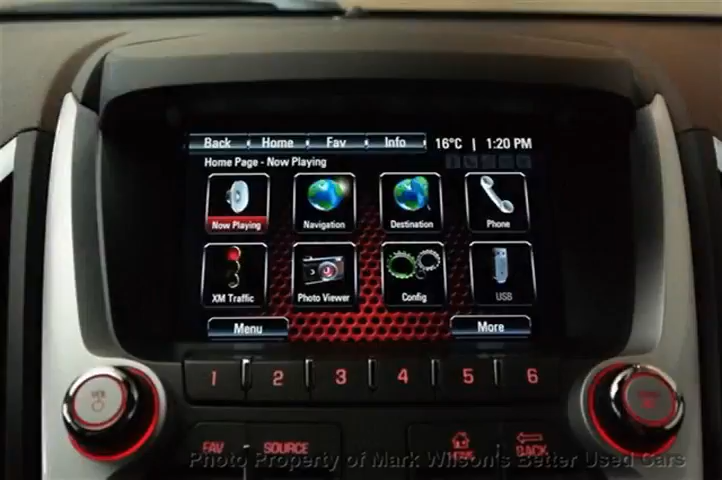 Back Home Fav Info 16°C | 1:20 PM
Home Page - Now Playing
Now Playing Navigation Destination Phone
XM Traffic Photo Viewer Config USB
Menu More
1 2 3 4 5 6
FAV SOURCE BACK
Photo Property of Mark Wilson's Better Used Cars